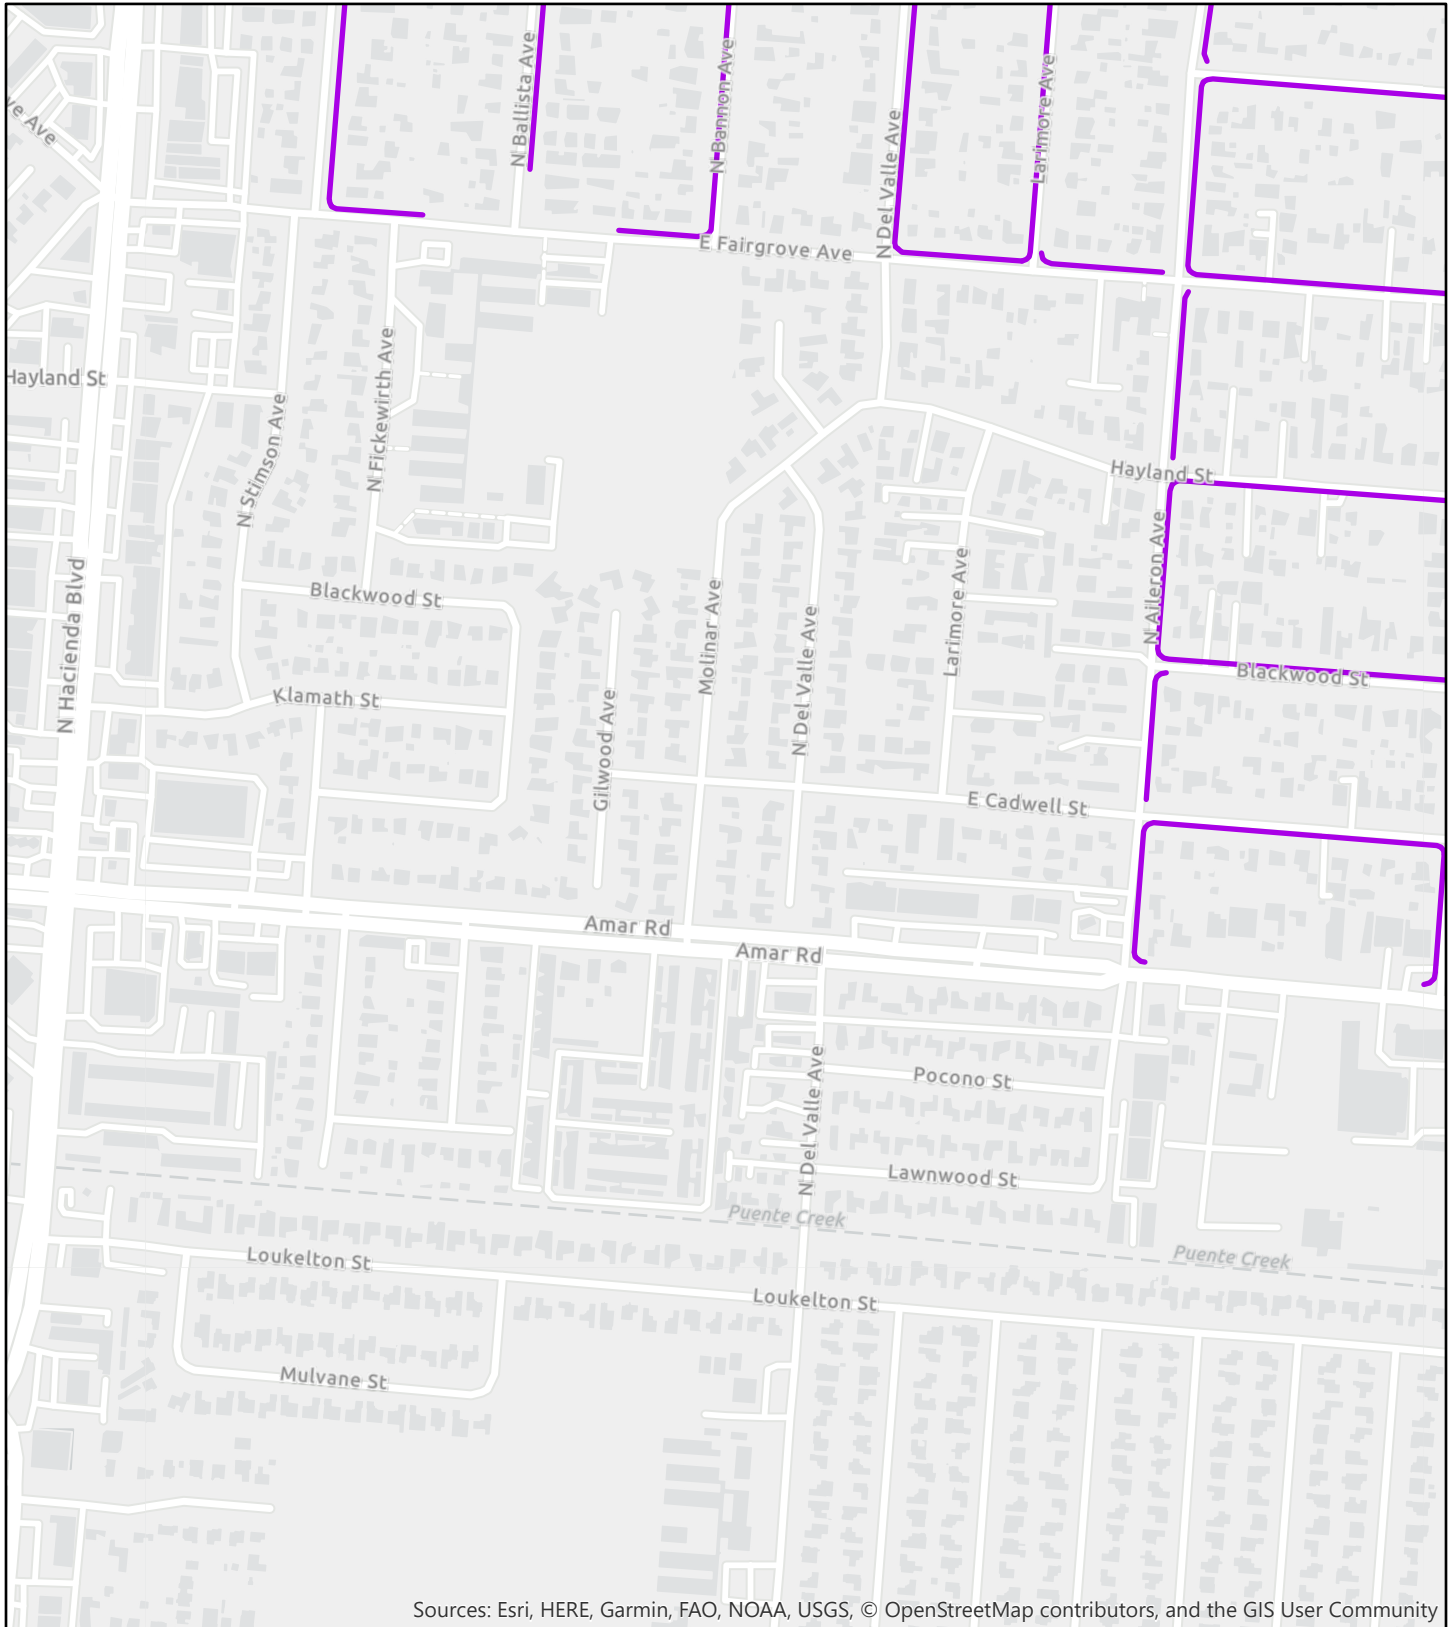 ve Ave
N Ballista Ave
N Bannon Ave
N Del Valle Ave
Larimore Ave
E Fairgrove Ave
Hayland St
N Stimson Ave
N Fickewirth Ave
Hayland St
N Aileron Ave
N Hacienda Blvd
Blackwood St
Molinar Ave
N Del Valle Ave
Larimore Ave
Blackwood St
Klamath St
Gilwood Ave
E Cadwell St
Amar Rd
Amar Rd
Pocono St
N Del Valle Ave
Lawnwood St
Puente Creek
Puente Creek
Loukelton St
Loukelton St
Mulvane St
Sources: Esri, HERE, Garmin, FAO, NOAA, USGS, © OpenStreetMap contributors, and the GIS User Community